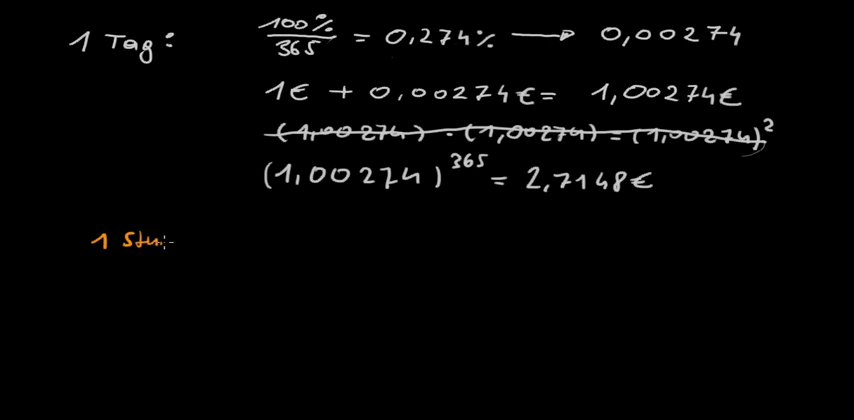 1 Tag: 100%/365 = 0,274% → 0,00274
1€ + 0,00274€ = 1,00274€
(1,00274) · (1,00274) = (1,00274)²
(1,00274)³⁶⁵ = 2,7148€
1